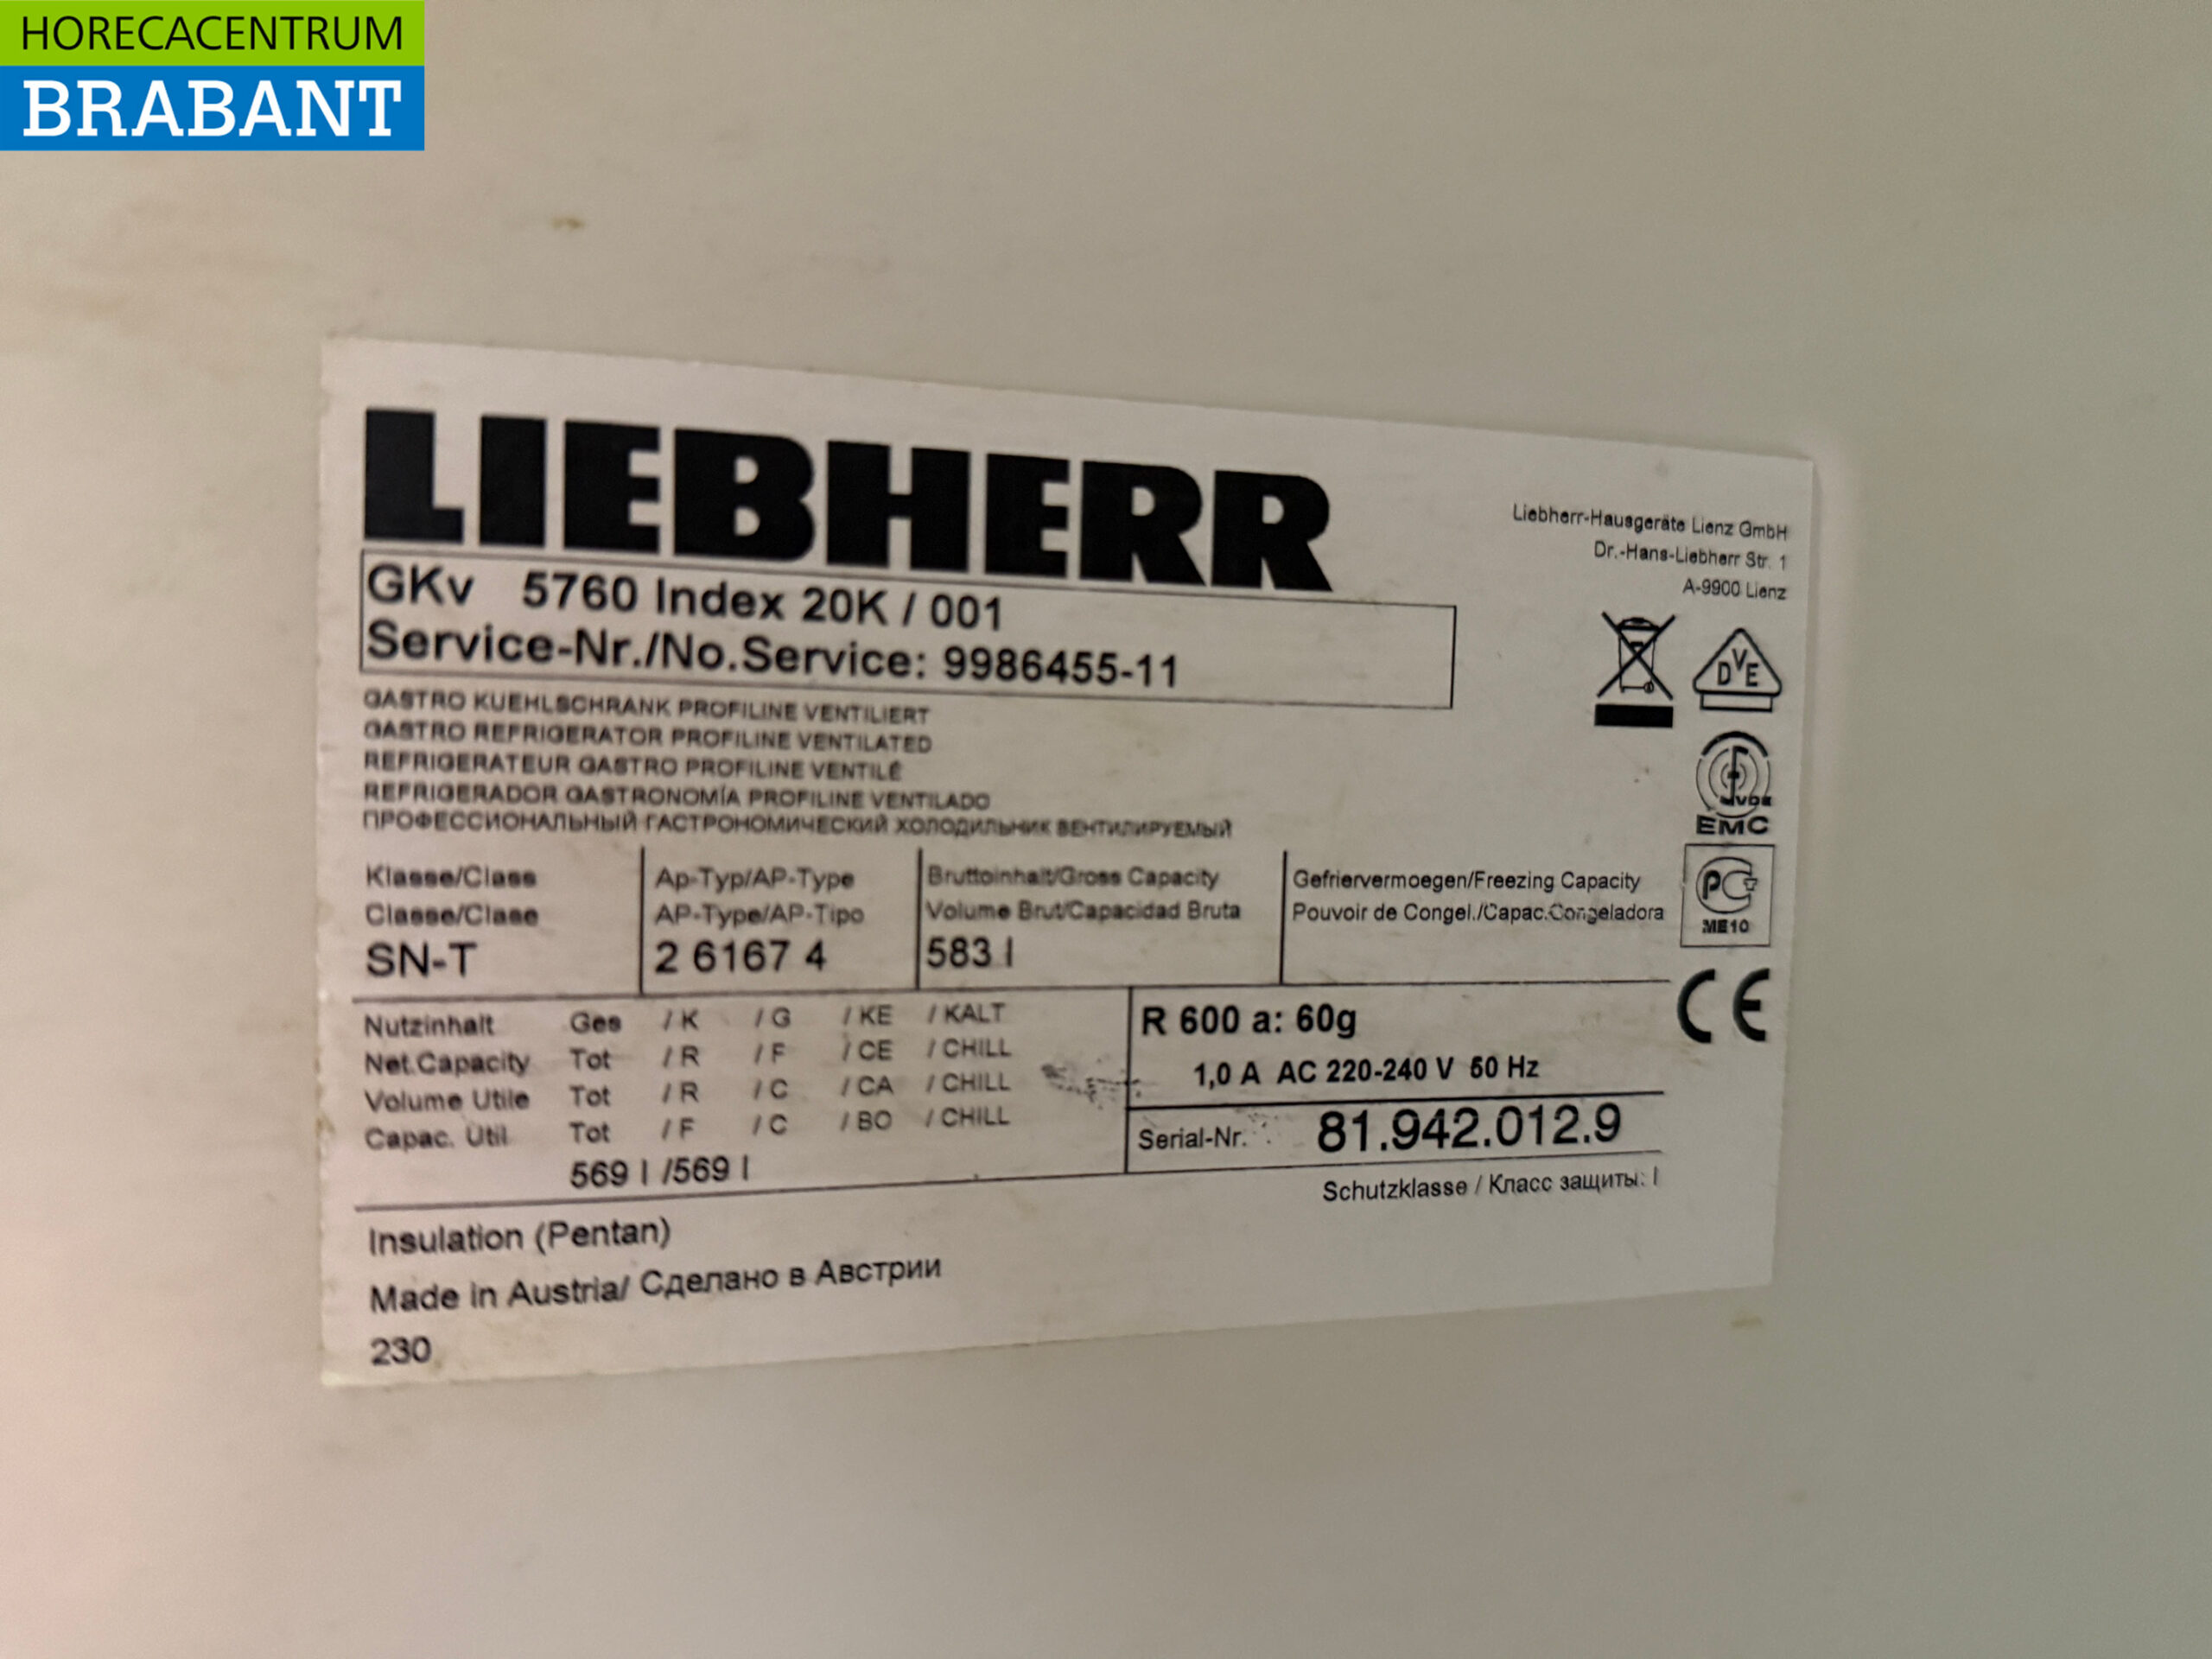 HORECACENTRUM
BRABANT
LIEBHERR
Liebherr-Hausgeräte Lienz GmbH
Dr.-Hans-Liebherr Str. 1
A-9900 Lienz
GKv 5760 Index 20K / 001
Service-Nr./No.Service: 9986455-11
GASTRO KUEHLSCHRANK PROFILINE VENTILIERT
GASTRO REFRIGERATOR PROFILINE VENTILATED
REFRIGERATEUR GASTRO PROFILINE VENTILÉ
REFRIGERADOR GASTRONOMÍA PROFILINE VENTILADO
ПРОФЕССИОНАЛЬНЫЙ ГАСТРОНОМИЧЕСКИЙ ХОЛОДИЛЬНИК ВЕНТИЛИРУЕМЫЙ
DVE
VDE
EMC
PCT
ME10
CE
Klasse/Class
Classe/Clase
SN-T
Ap-Typ/AP-Type
AP-Type/AP-Tipo
2 6167 4
Bruttoinhalt/Gross Capacity
Volume Brut/Capacidad Bruta
583 l
Gefriervermoegen/Freezing Capacity
Pouvoir de Congel./Capac.Congeladora
Nutzinhalt Ges / K / G / KE / KALT
Net.Capacity Tot / R / F / CE / CHILL
Volume Utile Tot / R / C / CA / CHILL
Capac. Util Tot / F / C / BO / CHILL
569 l /569 l
R 600 a: 60g
1,0 A AC 220-240 V 50 Hz
Serial-Nr. 81.942.012.9
Schutzklasse / Класс защиты: I
Insulation (Pentan)
Made in Austria/ Сделано в Австрии
230